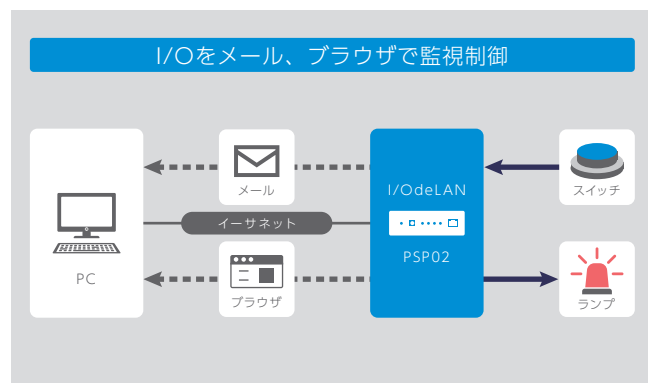 I/Oをメール、ブラウザで監視制御
メール
I/OdeLAN
スイッチ
イーサネット
PSP02
PC
ブラウザ
ランプ